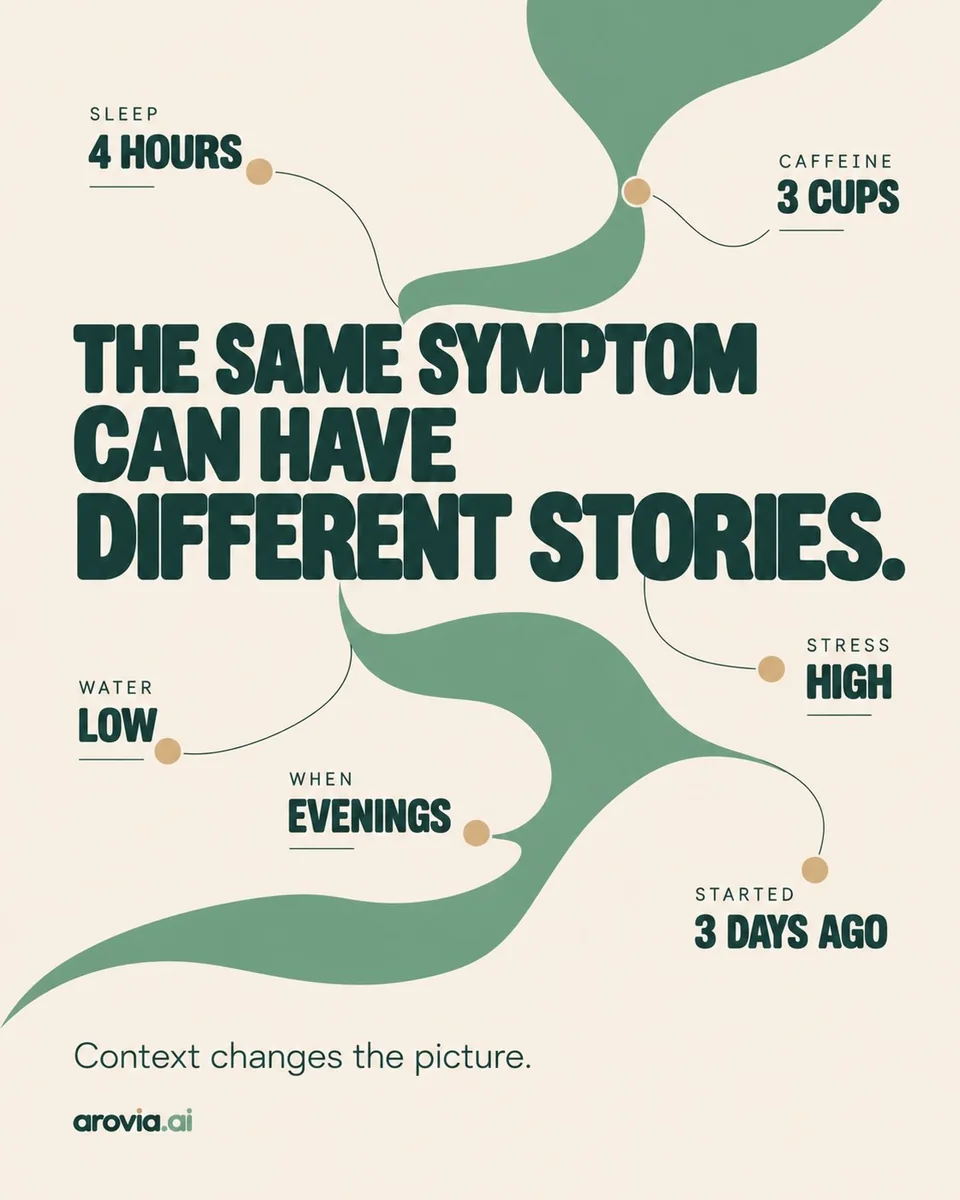 SLEEP
4 HOURS
CAFFEINE
3 CUPS
THE SAME SYMPTOM
CAN HAVE
DIFFERENT STORIES.
STRESS
HIGH
WATER
LOW
WHEN
EVENINGS
STARTED
3 DAYS AGO
Context changes the picture.
arovia.ai